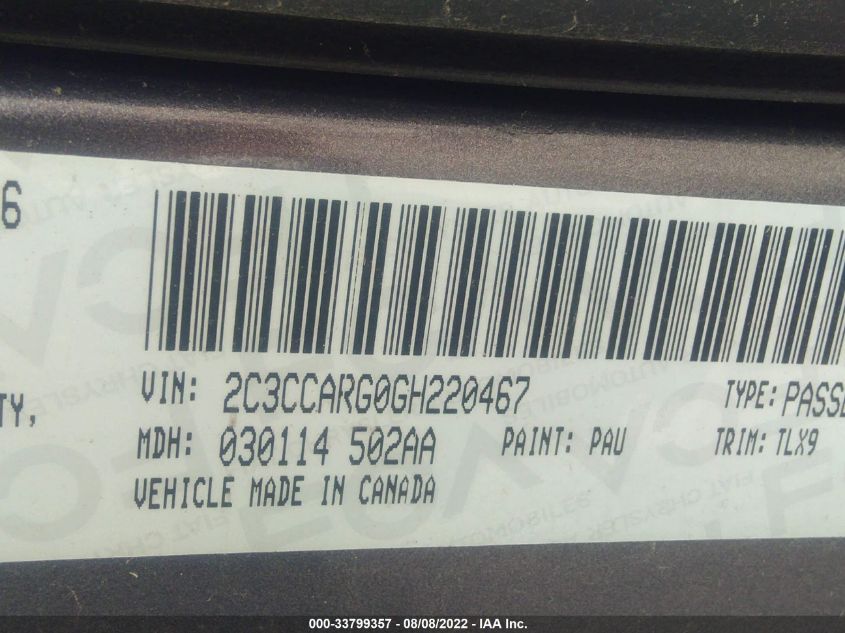 6
TY,
VIN: 2C3CCARG0GH220467 TYPE: PASSE
MDH: 030114 502AA PAINT: PAU TRIM: TLX9
VEHICLE MADE IN CANADA
000-33799357 - 08/08/2022 - IAA Inc.